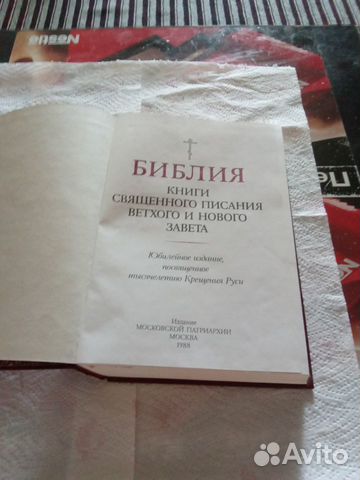 БИБЛИЯ
КНИГИ
СВЯЩЕННОГО ПИСАНИЯ
ВЕТХОГО И НОВОГО
ЗАВЕТА
Юбилейное издание,
посвященное
тысячелетию Крещения Руси
Издание
МОСКОВСКОЙ ПАТРИАРХИИ
МОСКВА
1988
Avito